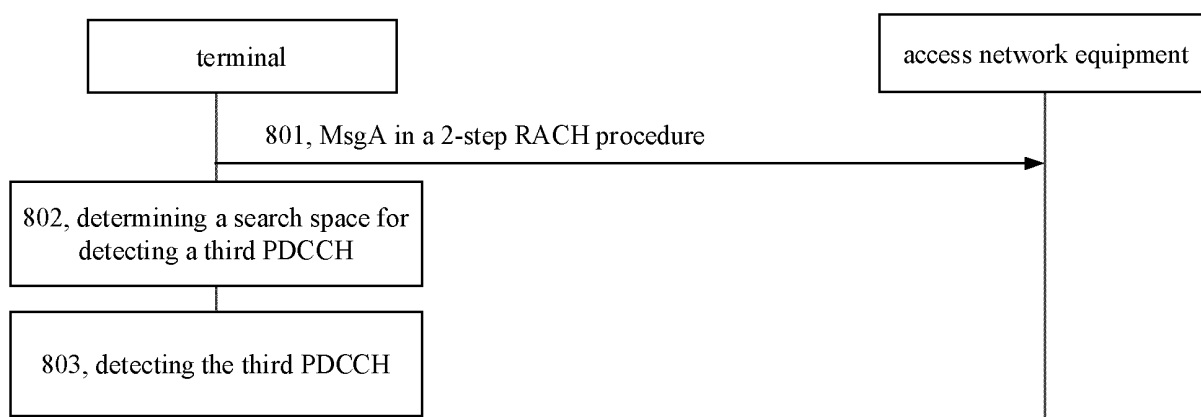 terminal
access network equipment
801, MsgA in a 2-step RACH procedure
802, determining a search space for
detecting a third PDCCH
803, detecting the third PDCCH